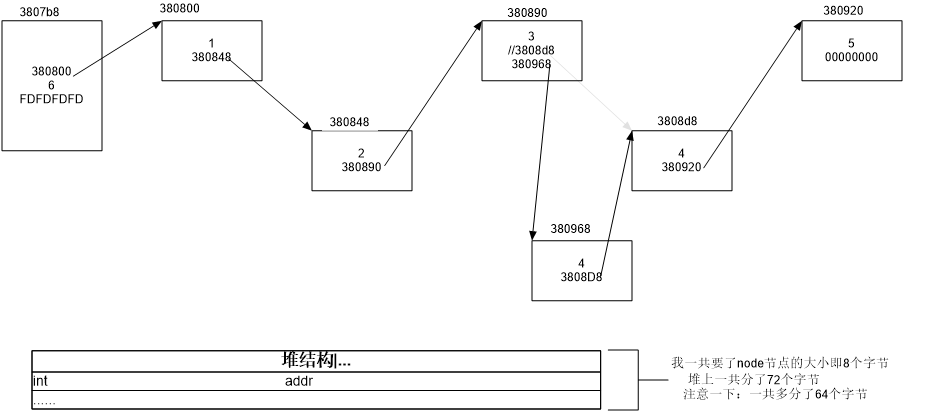 3807b8
380800
6
FDFDFDFD
380800
1
380848
380848
2
380890
380890
3
//3808d8
380968
380968
4
3808D8
3808d8
4
380920
380920
5
00000000
堆结构...
int addr
......
我一共要了node节点的大小即8个字节
堆上一共分了72个字节
注意一下：一共多分了64个字节